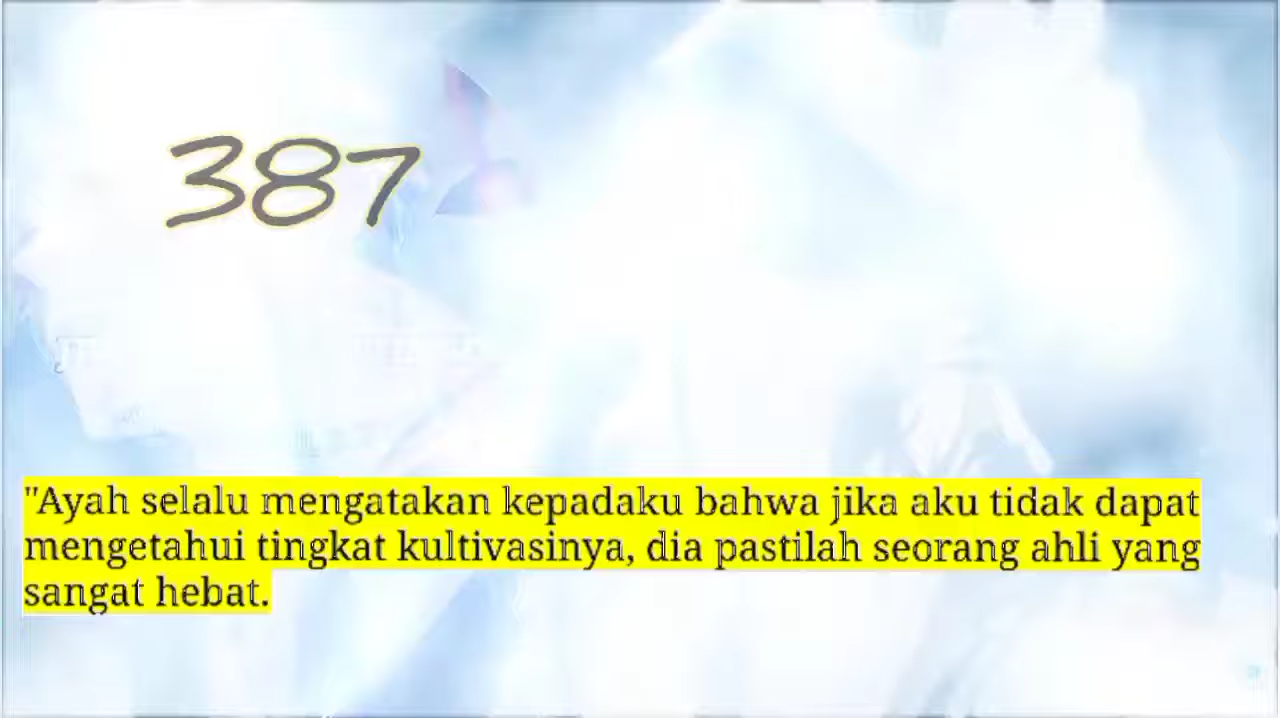 387
"Ayah selalu mengatakan kepadaku bahwa jika aku tidak dapat
mengetahui tingkat kultivasinya, dia pastilah seorang ahli yang
sangat hebat.